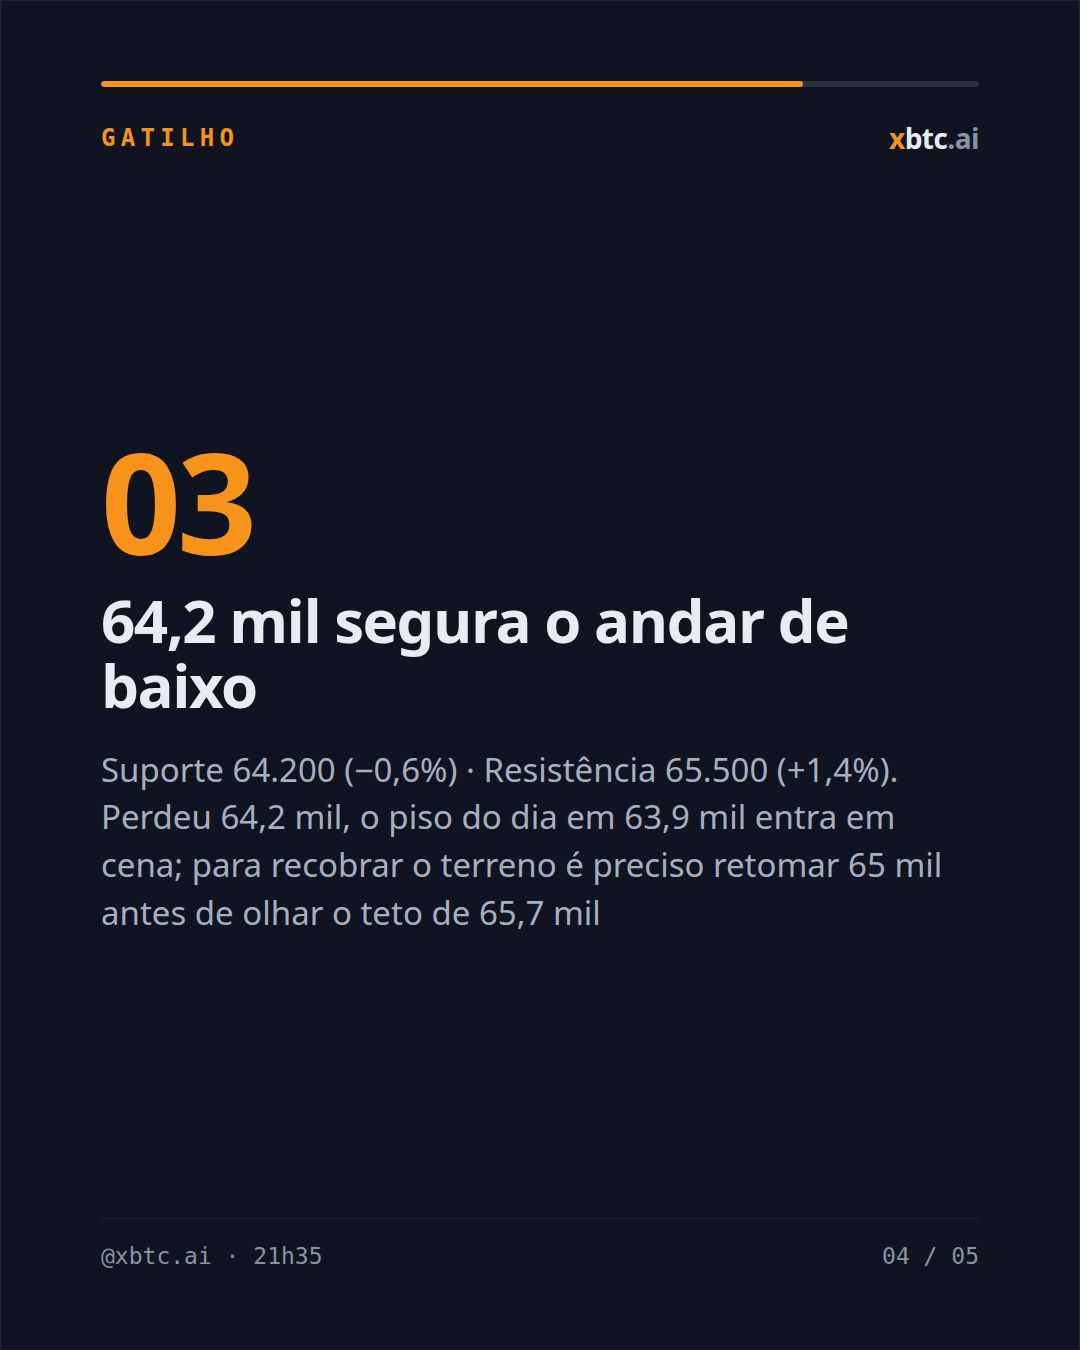 GATILHO
xbtc.ai
03
64,2 mil segura o andar de
baixo
Suporte 64.200 (−0,6%) · Resistência 65.500 (+1,4%).
Perdeu 64,2 mil, o piso do dia em 63,9 mil entra em
cena; para recobrar o terreno é preciso retomar 65 mil
antes de olhar o teto de 65,7 mil
@xbtc.ai · 21h35
04 / 05